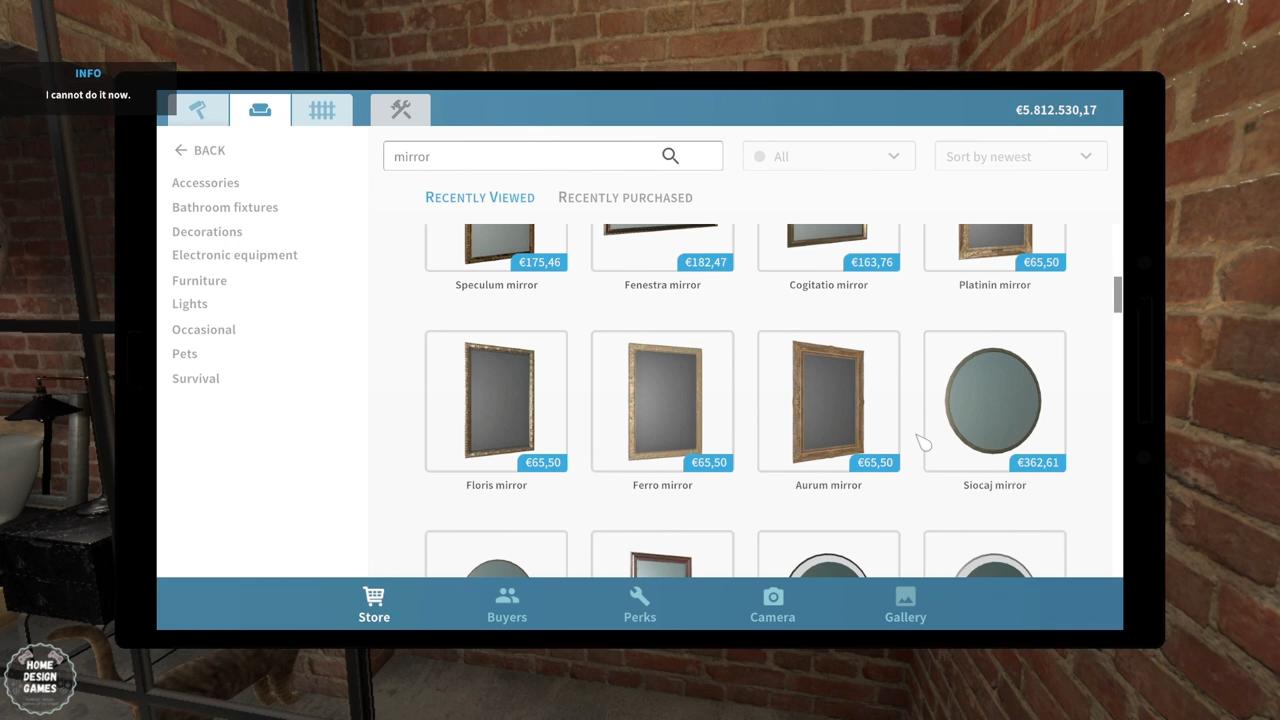 INFO
I cannot do it now.
€5.812.530,17
BACK
Accessories
Bathroom fixtures
Decorations
Electronic equipment
Furniture
Lights
Occasional
Pets
Survival
mirror
All
Sort by newest
RECENTLY VIEWED
RECENTLY PURCHASED
€175,46
€182,47
€163,76
€65,50
Speculum mirror
Fenestra mirror
Cogitatio mirror
Platinin mirror
€65,50
€65,50
€65,50
€362,61
Floris mirror
Ferro mirror
Aurum mirror
Siocaj mirror
Store
Buyers
Perks
Camera
Gallery
HOME
DESIGN
GAMES